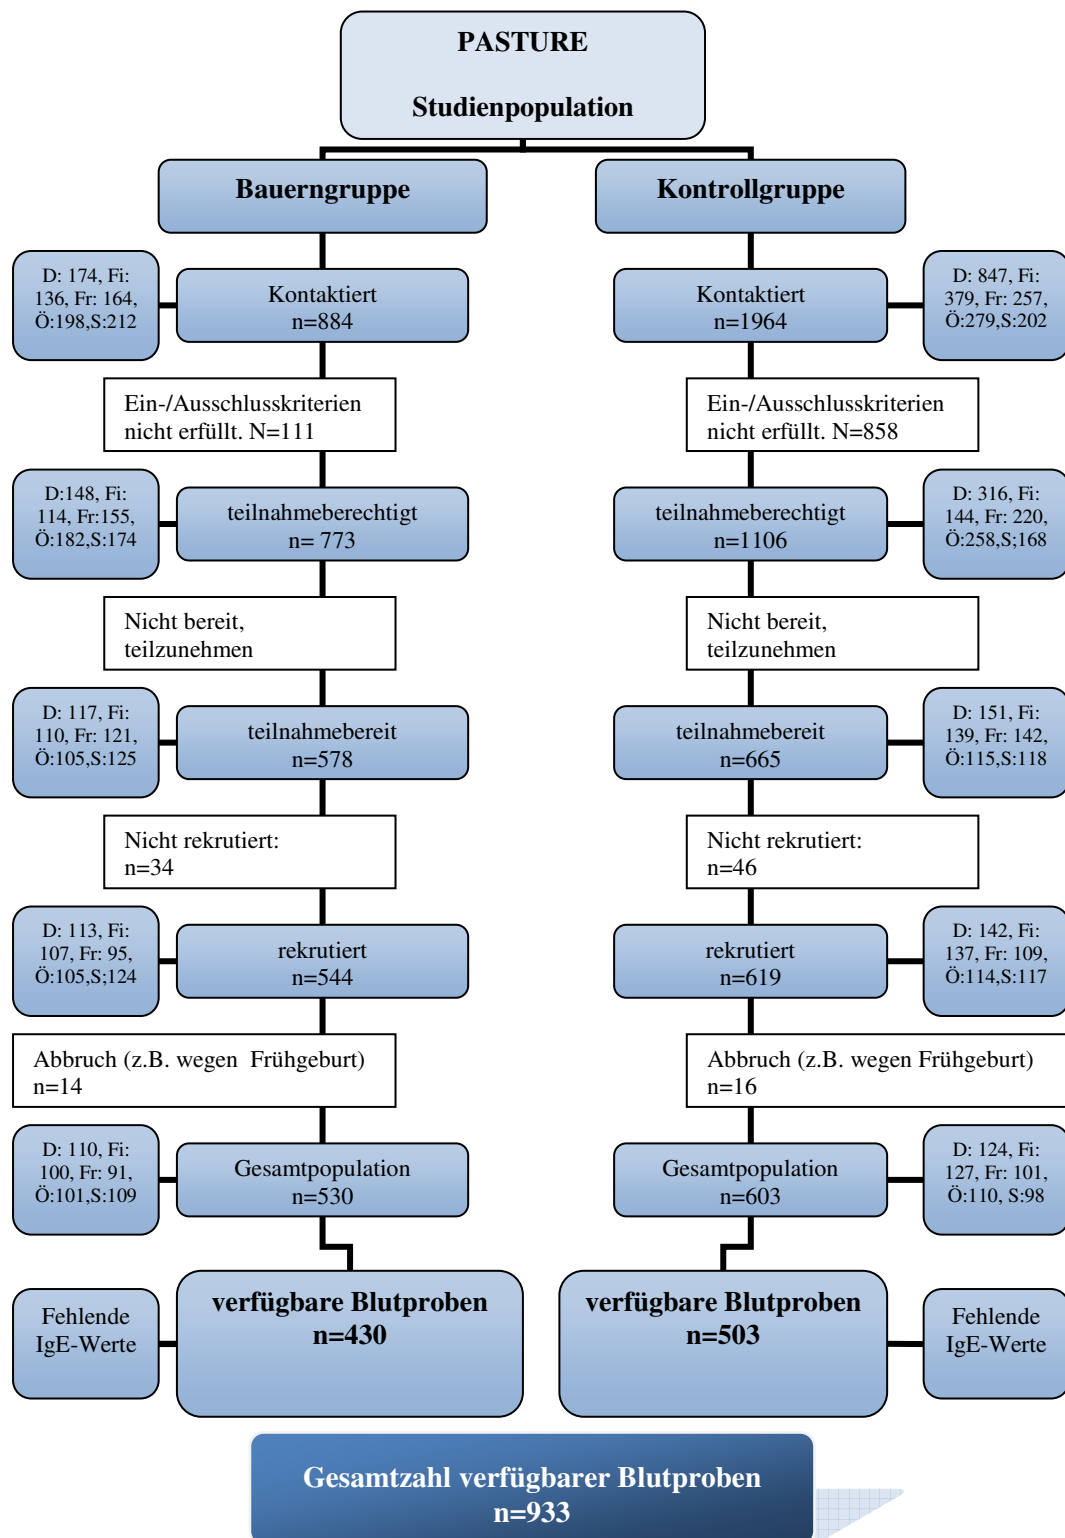 PASTURE
Studienpopulation
Bauerngruppe
Kontrollgruppe
D: 174, Fi:
136, Fr: 164,
Ö:198,S:212
Kontaktiert
n=884
Kontaktiert
n=1964
D: 847, Fi:
379, Fr: 257,
Ö:279,S:202
Ein-/Ausschlusskriterien
nicht erfüllt. N=111
Ein-/Ausschlusskriterien
nicht erfüllt. N=858
D:148, Fi:
114, Fr:155,
Ö:182,S:174
teilnahmeberechtigt
n= 773
teilnahmeberechtigt
n=1106
D: 316, Fi:
144, Fr: 220,
Ö:258,S;168
Nicht bereit,
teilzunehmen
Nicht bereit,
teilzunehmen
D: 117, Fi:
110, Fr: 121,
Ö:105,S:125
teilnahmebereit
n=578
teilnahmebereit
n=665
D: 151, Fi:
139, Fr: 142,
Ö:115,S:118
Nicht rekrutiert:
n=34
Nicht rekrutiert:
n=46
D: 113, Fi:
107, Fr: 95,
Ö:105,S;124
rekrutiert
n=544
rekrutiert
n=619
D: 142, Fi:
137, Fr: 109,
Ö:114,S:117
Abbruch (z.B. wegen Frühgeburt)
n=14
Abbruch (z.B. wegen Frühgeburt)
n=16
D: 110, Fi:
100, Fr: 91,
Ö:101,S:109
Gesamtpopulation
n=530
Gesamtpopulation
n=603
D: 124, Fi:
127, Fr: 101,
Ö:110, S:98
Fehlende
IgE-Werte
verfügbare Blutproben
n=430
verfügbare Blutproben
n=503
Fehlende
IgE-Werte
Gesamtzahl verfügbarer Blutproben
n=933